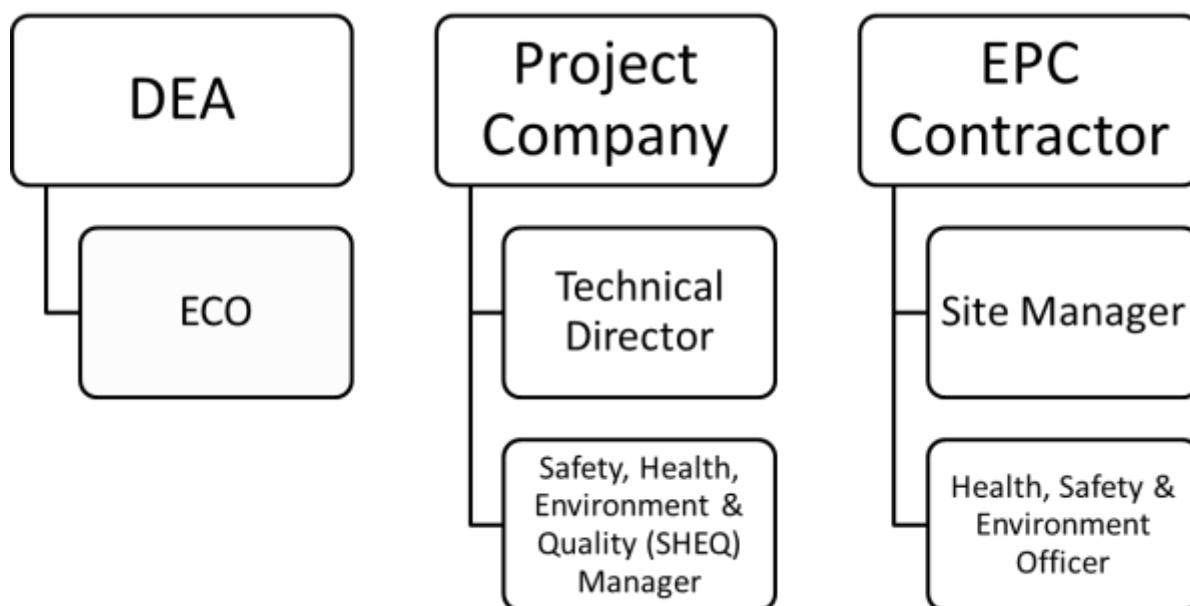 DEA
ECO
Project
Company
Technical
Director
Safety, Health,
Environment &
Quality (SHEQ)
Manager
EPC
Contractor
Site Manager
Health, Safety &
Environment
Officer